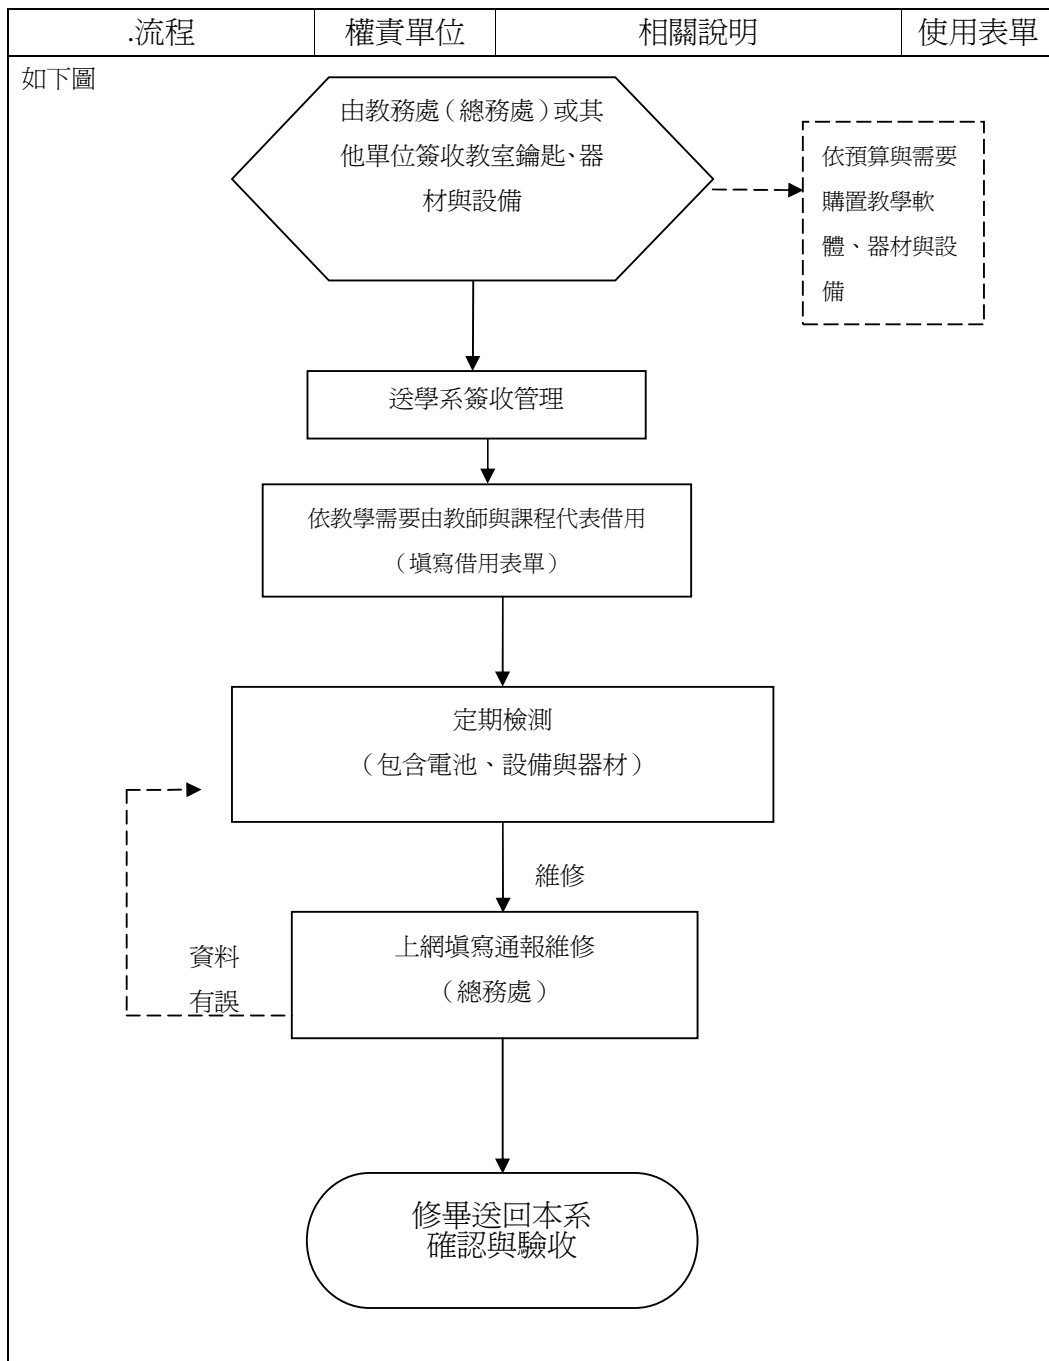 .流程
權責單位
相關說明
使用表單
如下圖
由教務處（總務處）或其
他單位簽收教室鑰匙、器
材與設備
依預算與需要
購置教學軟
體、器材與設
備
送學系簽收管理
依教學需要由教師與課程代表借用
（填寫借用表單）
定期檢測
（包含電池、設備與器材）
維修
上網填寫通報維修
（總務處）
資料
有誤
修畢送回本系
確認與驗收